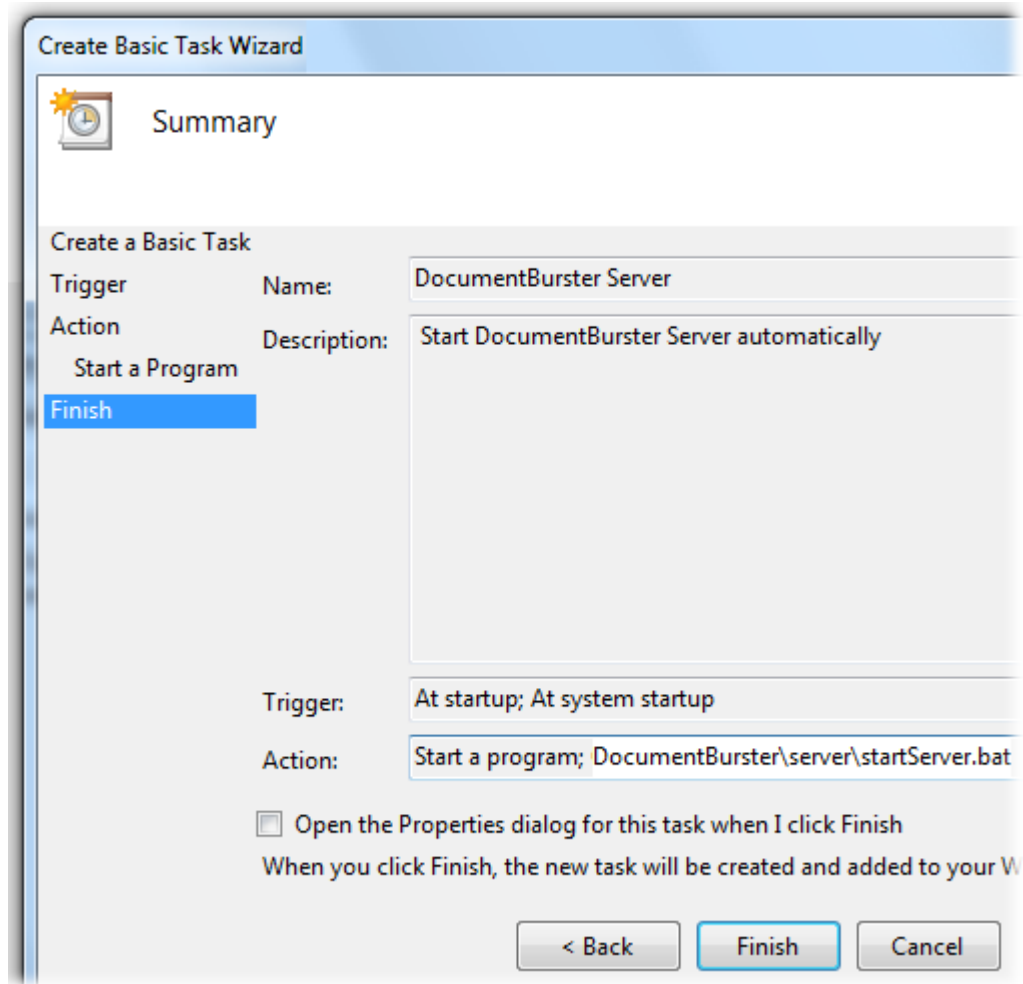 Create Basic Task Wizard
Summary
Create a Basic Task
Trigger
Action
Start a Program
Finish
Name: DocumentBurster Server
Description: Start DocumentBurster Server automatically
Trigger: At startup; At system startup
Action: Start a program; DocumentBurster\server\startServer.bat
Open the Properties dialog for this task when I click Finish
When you click Finish, the new task will be created and added to your W
< Back Finish Cancel